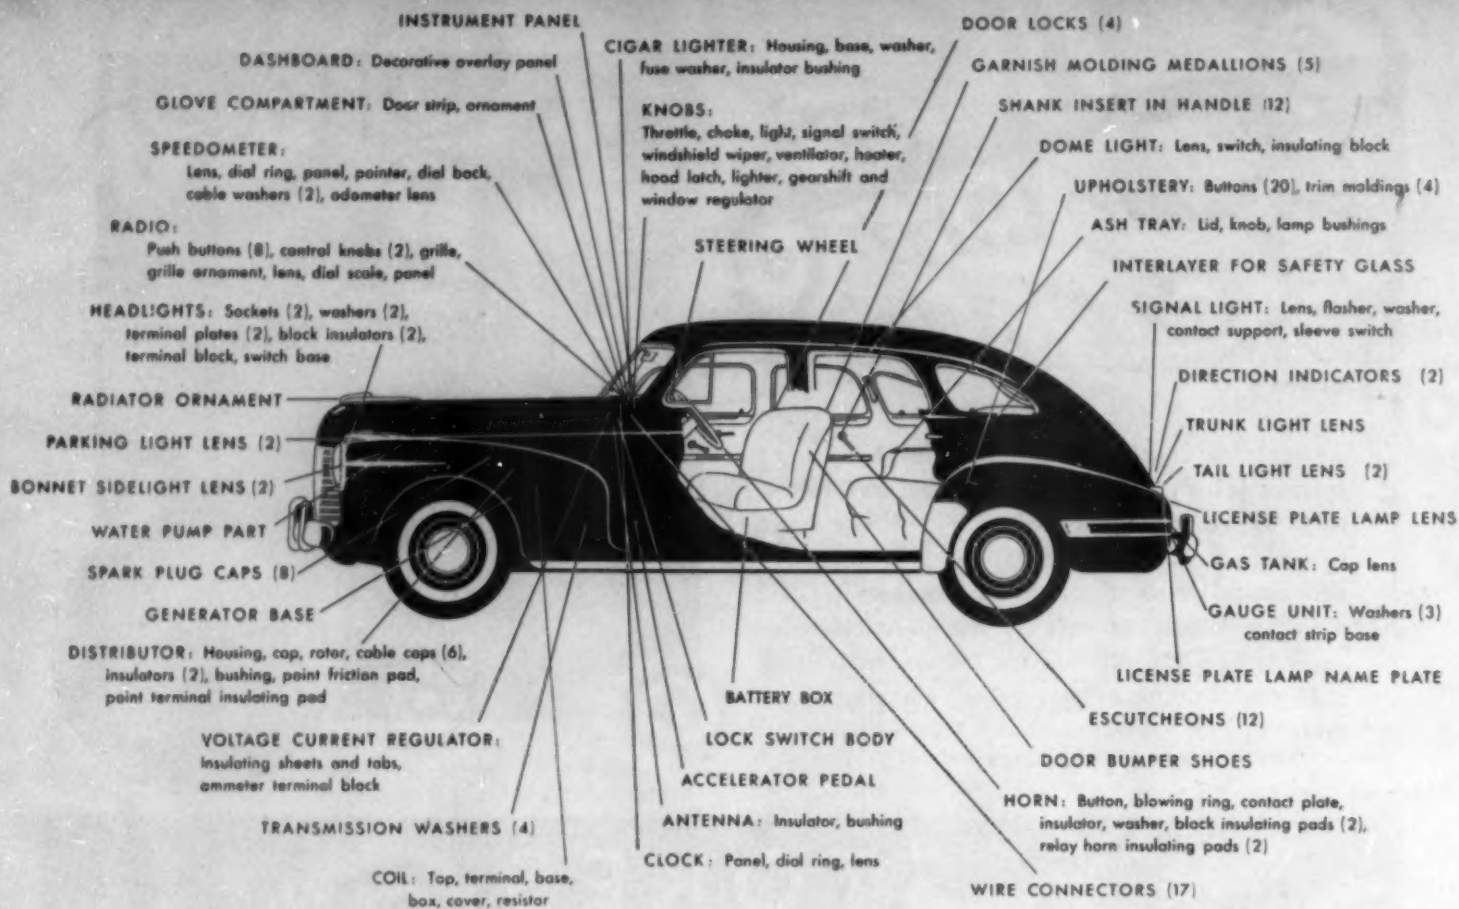 INSTRUMENT PANEL
DASHBOARD: Decorative overlay panel
GLOVE COMPARTMENT: Door strip, ornament
SPEEDOMETER:
Lens, dial ring, panel, pointer, dial back,
cable washers (2), odometer lens
RADIO:
Push buttons (8), control knobs (2), grille,
grille ornament, lens, dial scale, panel
HEADLIGHTS: Sockets (2), washers (2),
terminal plates (2), block insulators (2),
terminal block, switch base
RADIATOR ORNAMENT
PARKING LIGHT LENS (2)
BONNET SIDELIGHT LENS (2)
WATER PUMP PART
SPARK PLUG CAPS (8)
GENERATOR BASE
DISTRIBUTOR: Housing, cap, rotor, cable caps (6),
insulators (2), bushing, point friction pad,
point terminal insulating pad
VOLTAGE CURRENT REGULATOR:
Insulating sheets and tabs,
ammeter terminal block
TRANSMISSION WASHERS (4)
COIL: Top, terminal, base,
box, cover, resistor
CIGAR LIGHTER: Housing, base, washer,
fuse washer, insulator bushing
KNOBS:
Throttle, choke, light, signal switch,
windshield wiper, ventilator, heater,
hood latch, lighter, gearshift and
window regulator
STEERING WHEEL
BATTERY BOX
LOCK SWITCH BODY
ACCELERATOR PEDAL
ANTENNA: Insulator, bushing
CLOCK: Panel, dial ring, lens
DOOR LOCKS (4)
GARNISH MOLDING MEDALLIONS (5)
SHANK INSERT IN HANDLE (12)
DOME LIGHT: Lens, switch, insulating block
UPHOLSTERY: Buttons (20), trim moldings (4)
ASH TRAY: Lid, knob, lamp bushings
INTERLAYER FOR SAFETY GLASS
SIGNAL LIGHT: Lens, flasher, washer,
contact support, sleeve switch
DIRECTION INDICATORS (2)
TRUNK LIGHT LENS
TAIL LIGHT LENS (2)
LICENSE PLATE LAMP LENS
GAS TANK: Cap lens
GAUGE UNIT: Washers (3)
contact strip base
LICENSE PLATE LAMP NAME PLATE
ESCUTCHEONS (12)
DOOR BUMPER SHOES
HORN: Button, blowing ring, contact plate,
insulator, washer, block insulating pads (2),
relay horn insulating pads (2)
WIRE CONNECTORS (17)